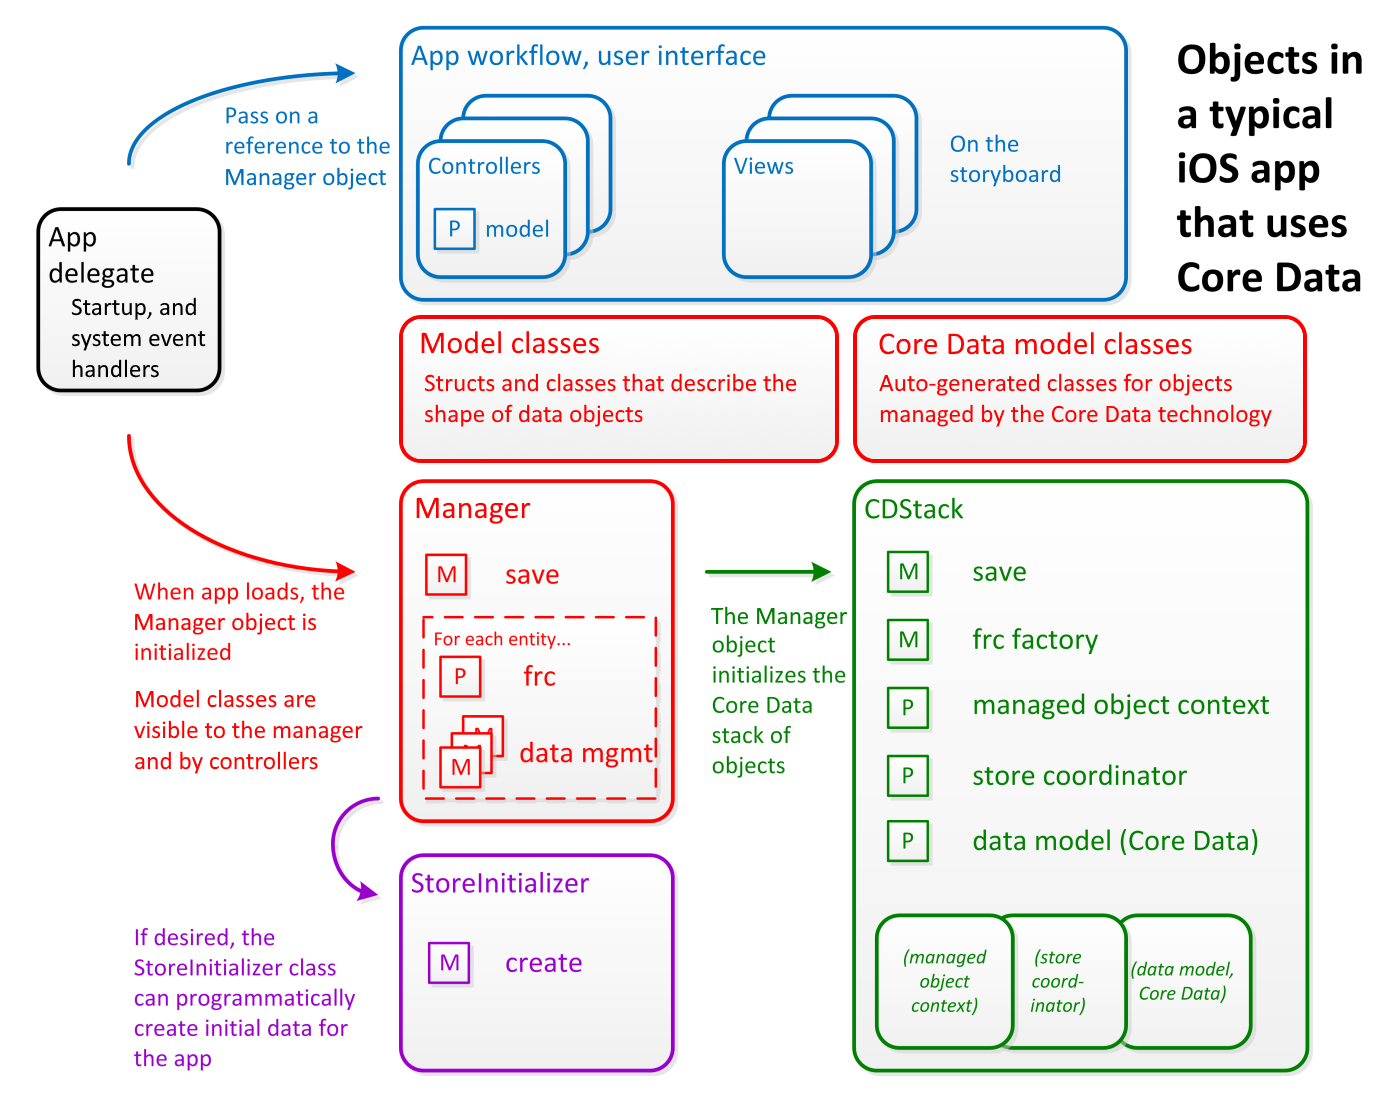 Objects in
a typical
iOS app
that uses
Core Data
App workflow, user interface
Controllers
P model
Views
On the
storyboard
Pass on a
reference to the
Manager object
App
delegate
Startup, and
system event
handlers
Model classes
Structs and classes that describe the
shape of data objects
Core Data model classes
Auto-generated classes for objects
managed by the Core Data technology
When app loads, the
Manager object is
initialized
Model classes are
visible to the manager
and by controllers
Manager
M save
For each entity...
P frc
M
M
M data mgmt
The Manager
object
initializes the
Core Data
stack of
objects
CDStack
M save
M frc factory
P managed object context
P store coordinator
P data model (Core Data)
(managed
object
context)
(store
coord-
inator)
(data model,
Core Data)
StoreInitializer
M create
If desired, the
StoreInitializer class
can programmatically
create initial data for
the app